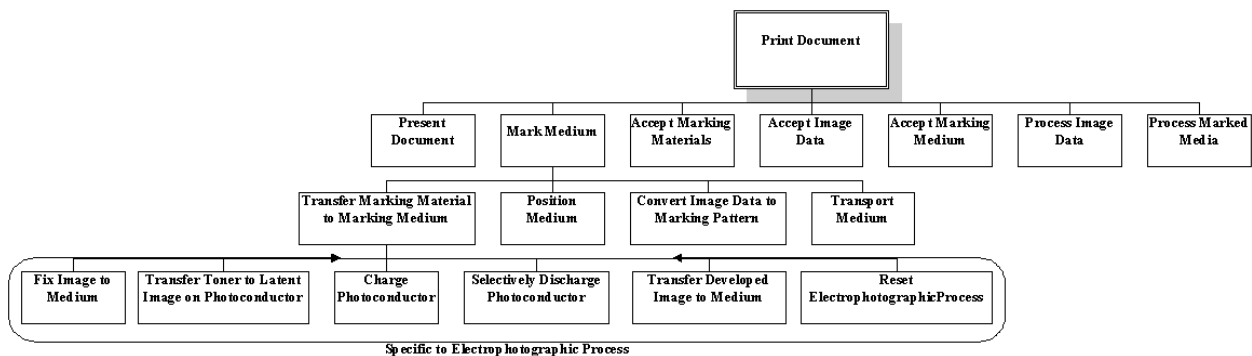 Print Document
Present
Document
Mark Medium
Accept Marking
Materials
Accept Image
Data
Accept Marking
Medium
Process Image
Data
Process Marked
Media
Transfer Marking Material
to Marking Medium
Position
Medium
Convert Image Data to
Marking Pattern
Transport
Medium
Fix Image to
Medium
Transfer Toner to Latent
Image on Photoconductor
Charge
Photoconductor
Selectively Discharge
Photoconductor
Transfer Developed
Image to Medium
Reset
ElectrophotographicProcess
Specific to Electrophotographic Process